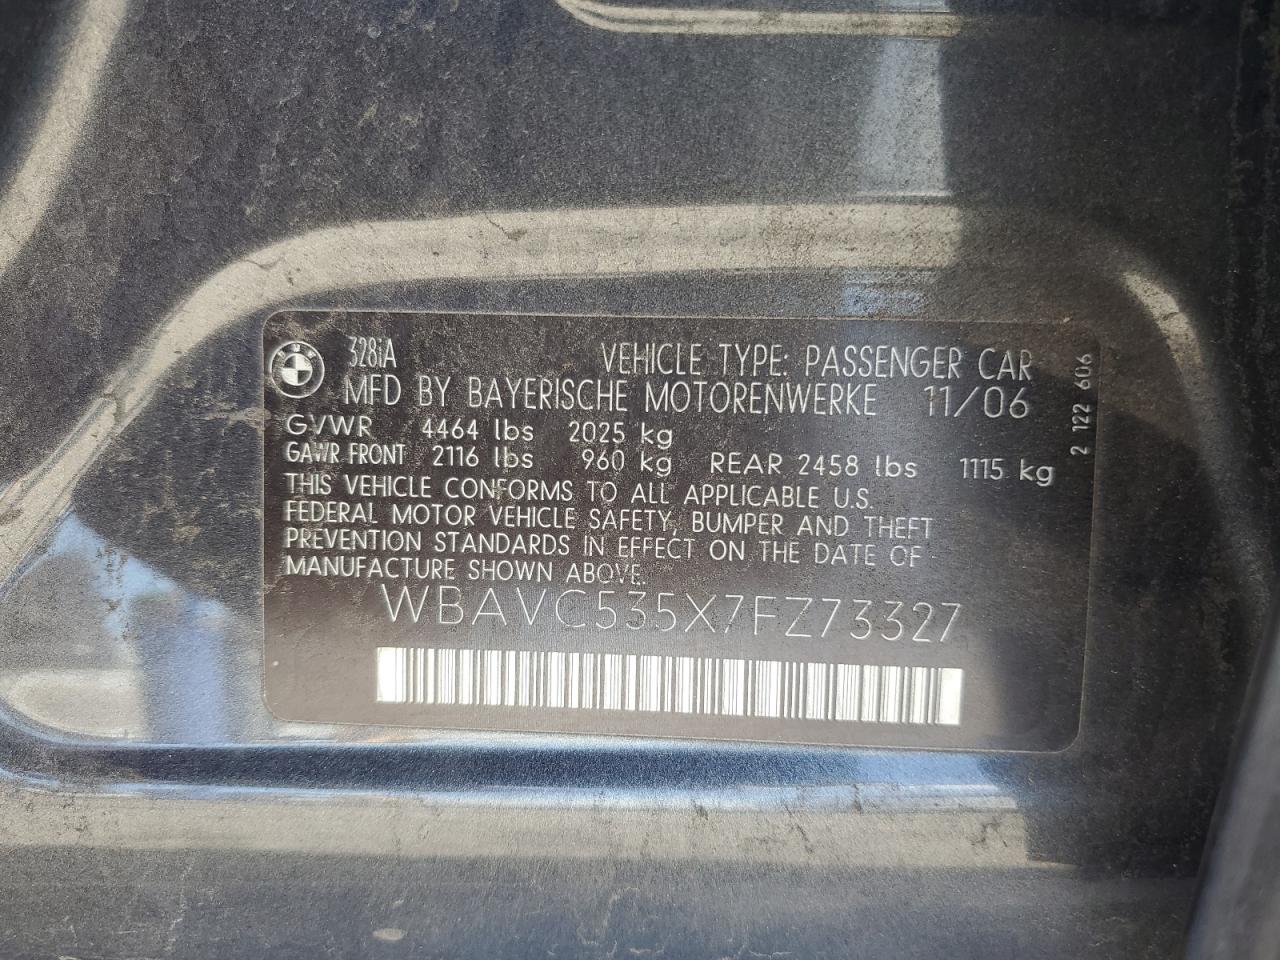 328iA VEHICLE TYPE: PASSENGER CAR
MFD BY BAYERISCHE MOTORENWERKE 11/06
GVWR 4464 lbs 2025 kg
GAWR FRONT 2116 lbs 960 kg REAR 2458 lbs 1115 kg
THIS VEHICLE CONFORMS TO ALL APPLICABLE U.S.
FEDERAL MOTOR VEHICLE SAFETY, BUMPER AND THEFT
PREVENTION STANDARDS IN EFFECT ON THE DATE OF
MANUFACTURE SHOWN ABOVE.
WBAVC535X7FZ73327
2 122 606
BMW